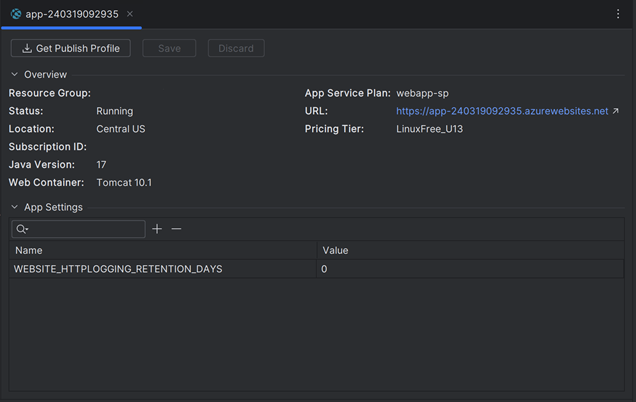 app-240319092935
Get Publish Profile Save Discard
Overview
Resource Group: App Service Plan: webapp-sp
Status: Running URL: https://app-240319092935.azurewebsites.net
Location: Central US Pricing Tier: LinuxFree_U13
Subscription ID:
Java Version: 17
Web Container: Tomcat 10.1
App Settings
Name Value
WEBSITE_HTTPLOGGING_RETENTION_DAYS 0